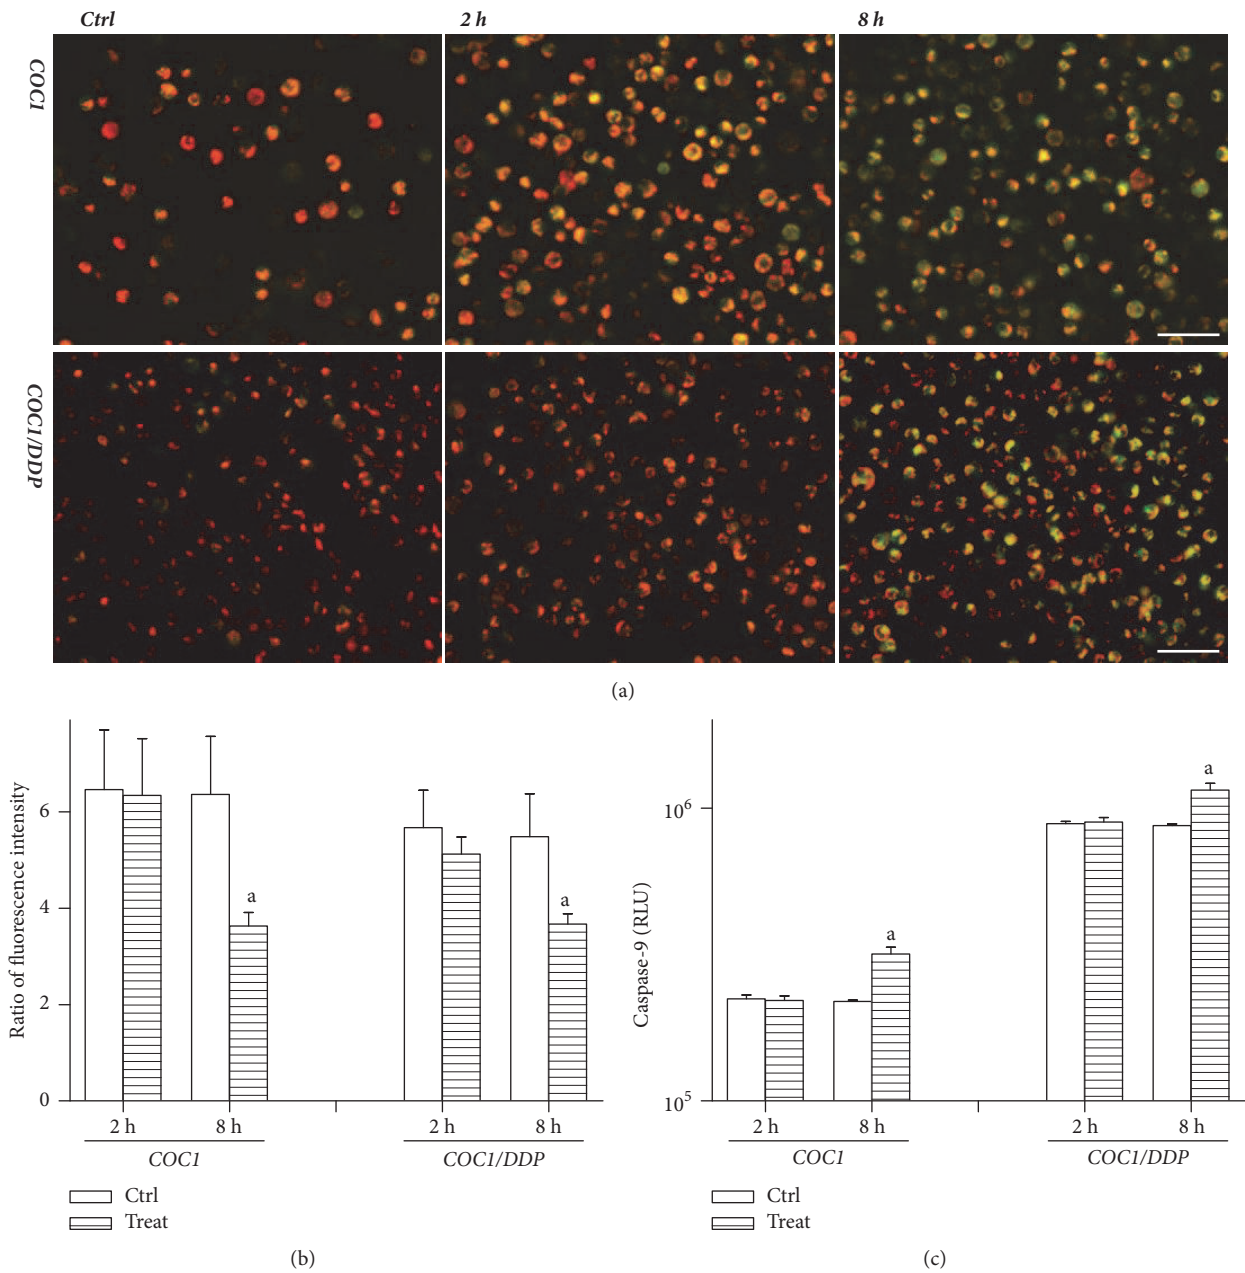 Ctrl
2 h
8 h
COC1
COC1/DDP
(a)
Ratio of fluorescence intensity
6
4
2
0
a
a
2 h
8 h
2 h
8 h
COC1
COC1/DDP
Ctrl
Treat
(b)
Caspase-9 (RLU)
10⁶
10⁵
a
a
2 h
8 h
2 h
8 h
COC1
COC1/DDP
Ctrl
Treat
(c)